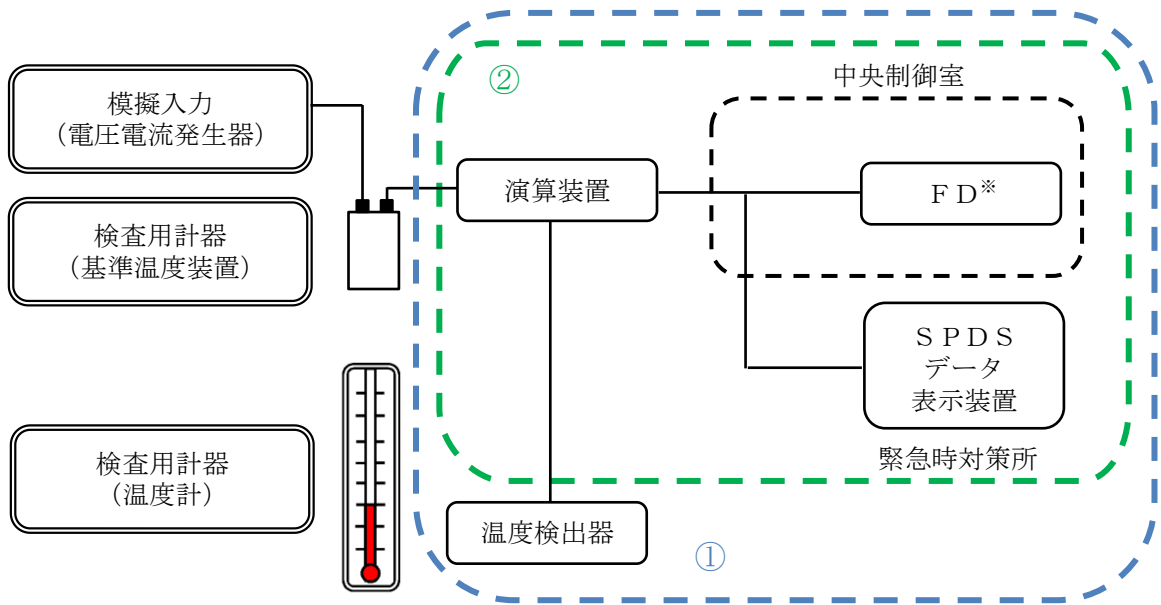 模擬入力
（電圧電流発生器）
検査用計器
（基準温度装置）
検査用計器
（温度計）
②
中央制御室
演算装置
ＦＤ※
ＳＰＤＳ
データ
表示装置
緊急時対策所
温度検出器
①